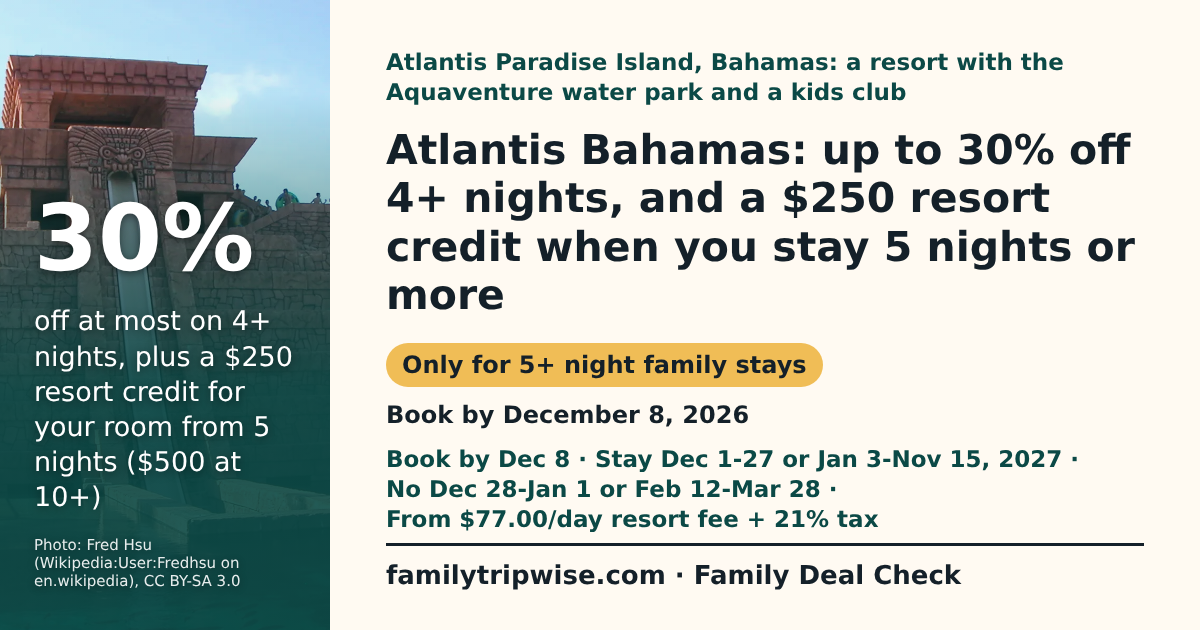 30%
off at most on 4+
nights, plus a $250
resort credit for
your room from 5
nights ($500 at
10+)
Photo: Fred Hsu
(Wikipedia:User:Fredhsu on
en.wikipedia), CC BY-SA 3.0
Atlantis Paradise Island, Bahamas: a resort with the
Aquaventure water park and a kids club
Atlantis Bahamas: up to 30% off
4+ nights, and a $250 resort
credit when you stay 5 nights or
more
Only for 5+ night family stays
Book by December 8, 2026
Book by Dec 8 · Stay Dec 1-27 or Jan 3-Nov 15, 2027 ·
No Dec 28-Jan 1 or Feb 12-Mar 28 ·
From $77.00/day resort fee + 21% tax
familytripwise.com · Family Deal Check